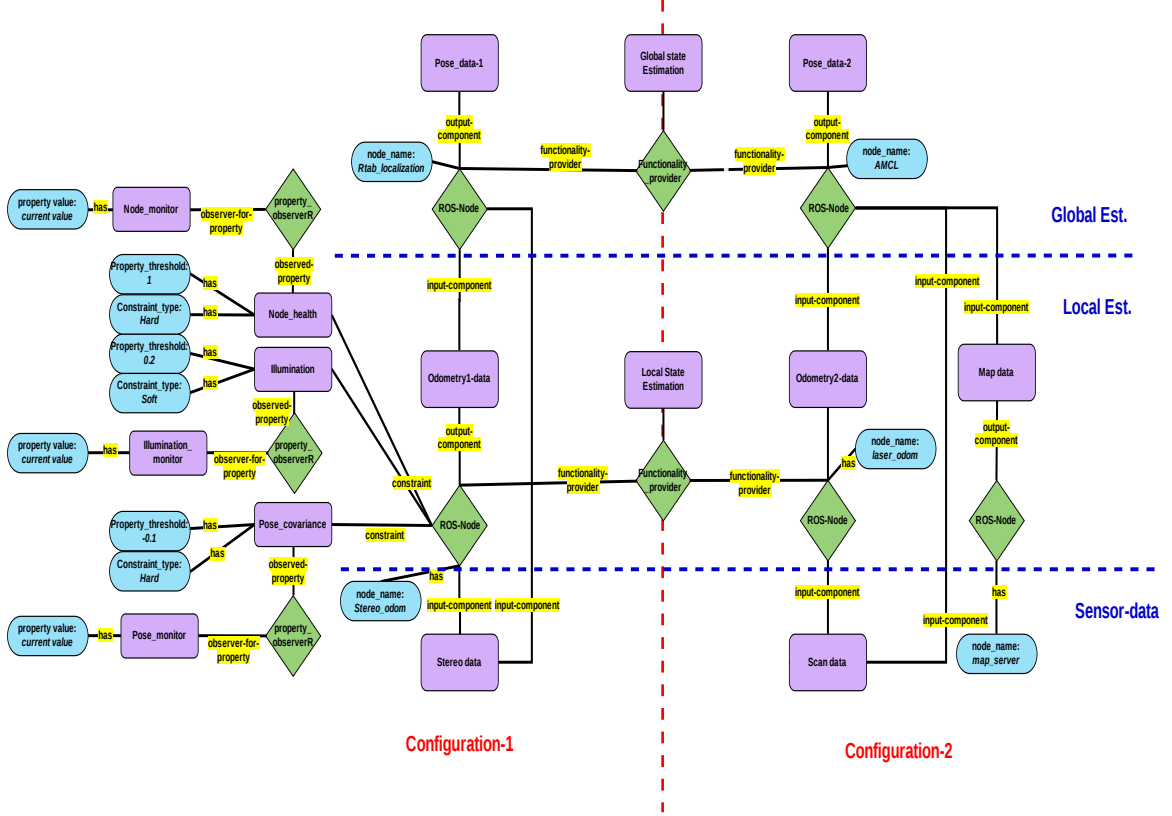 Pose_data-1
Global state
Estimation
Pose_data-2
output-
component
output-
component
node_name:
Rtab_localization
functionality-
provider
Functionality
_provider
functionality-
provider
node_name:
AMCL
property value:
current value
has
Node_monitor
observer-for-
property
property_
observerR
ROS-Node
ROS-Node
Global Est.
observed-
property
Property_threshold:
1
has
Constraint_type:
Hard
has
Node_health
input-component
input-component
input-component
input-component
Local Est.
Property_threshold:
0.2
has
Constraint_type:
Soft
has
Illumination
Odometry1-data
Local State
Estimation
Odometry2-data
Map data
observed-
property
output-
component
output-
component
property value:
current value
has
Illumination_
monitor
observer-for-
property
property_
observerR
node_name:
laser_odom
has
constraint
functionality-
provider
Functionality
_provider
functionality-
provider
Property_threshold:
-0.1
has
Constraint_type:
Hard
has
Pose_covariance
constraint
ROS-Node
ROS-Node
ROS-Node
observed-
property
has
node_name:
Stereo_odom
input-component
input-component
input-component
has
Sensor-data
input-component
property value:
current value
has
Pose_monitor
observer-for-
property
property_
observerR
Stereo data
Scan data
node_name:
map_server
Configuration-1
Configuration-2